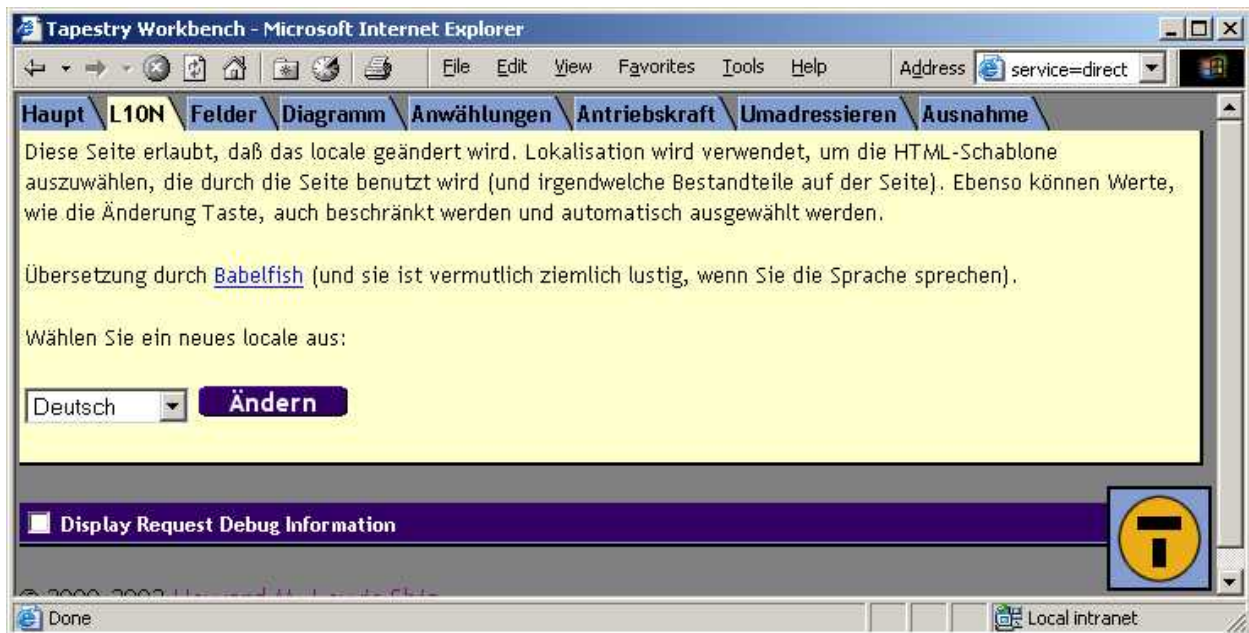 Tapestry Workbench - Microsoft Internet Explorer
File Edit View Favorites Tools Help Address service=direct
Haupt L10N Felder Diagramm Anwählungen Antriebskraft Umadressieren Ausnahme
Diese Seite erlaubt, daß das locale geändert wird. Lokalisation wird verwendet, um die HTML-Schablone
auszuwählen, die durch die Seite benutzt wird (und irgendwelche Bestandteile auf der Seite). Ebenso können Werte,
wie die Änderung Taste, auch beschränkt werden und automatisch ausgewählt werden.
Übersetzung durch Babelfish (und sie ist vermutlich ziemlich lustig, wenn Sie die Sprache sprechen).
Wählen Sie ein neues locale aus:
Deutsch Ändern
Display Request Debug Information
T
Done Local intranet